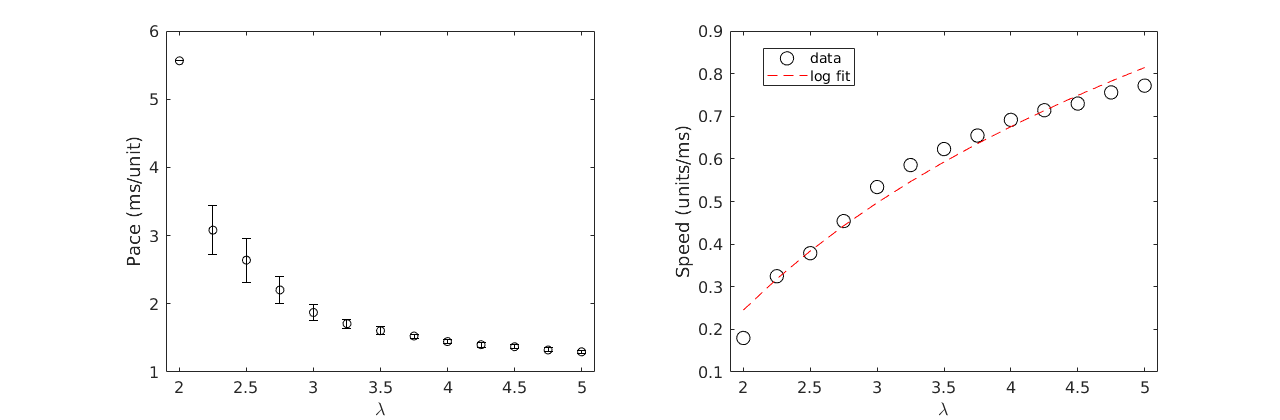 Pace (ms/unit)
6
5
4
3
2
1
2 2.5 3 3.5 4 4.5 5
λ
Speed (units/ms)
0.9
0.8
0.7
0.6
0.5
0.4
0.3
0.2
0.1
data
log fit
2 2.5 3 3.5 4 4.5 5
λ